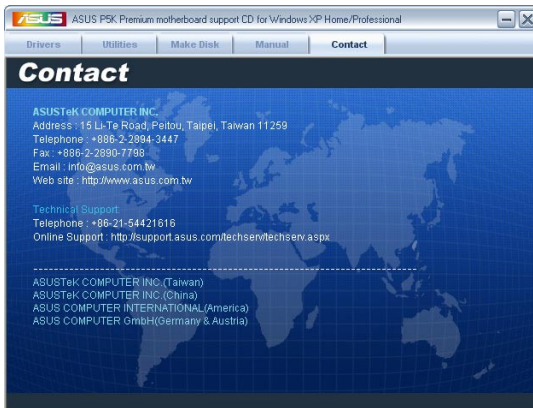 ASUS ASUS P5K Premium motherboard support CD for Windows XP Home/Professional
Drivers Utilities Make Disk Manual Contact
Contact
ASUSTeK COMPUTER INC.
Address : 15 Li-Te Road, Peitou, Taipei, Taiwan 11259
Telephone : +886-2-2894-3447
Fax : +886-2-2890-7798
Email : info@asus.com.tw
Web site : http://www.asus.com.tw
Technical Support
Telephone : +86-21-54421616
Online Support : http://support.asus.com/techserv/techserv.aspx
ASUSTeK COMPUTER INC.(Taiwan)
ASUSTeK COMPUTER INC.(China)
ASUS COMPUTER INTERNATIONAL(America)
ASUS COMPUTER GmbH(Germany & Austria)